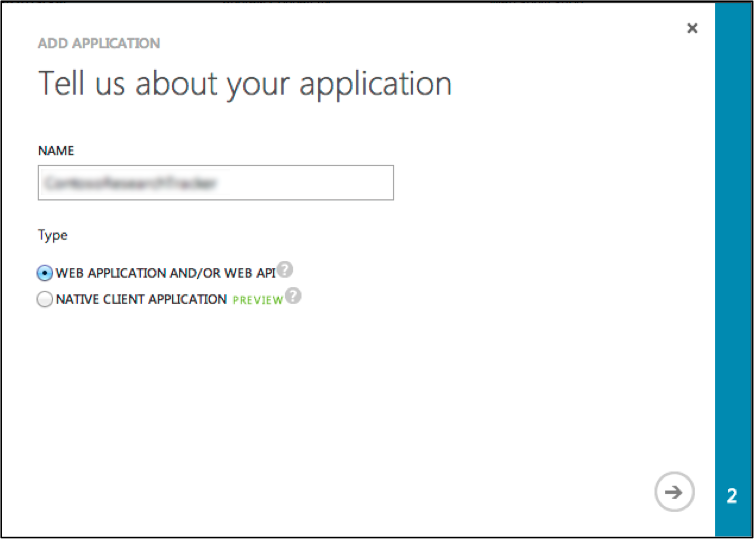 ADD APPLICATION
Tell us about your application
NAME
Type
WEB APPLICATION AND/OR WEB API ?
NATIVE CLIENT APPLICATION PREVIEW ?
2